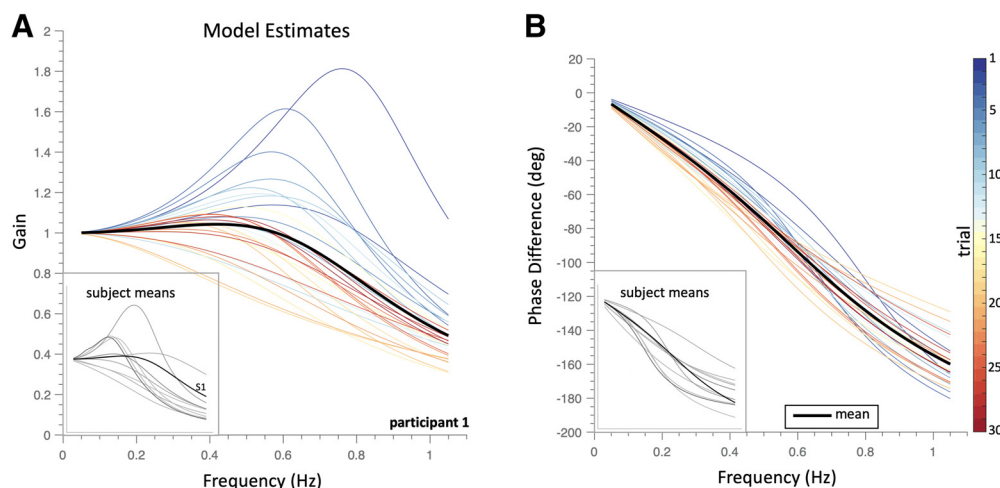 A
Model Estimates
2
1.8
1.6
1.4
1.2
1
0.8
0.6
0.4
0.2
0
Gain
subject means
S1
participant 1
0 0.2 0.4 0.6 0.8 1
Frequency (Hz)
B
20
0
-20
-40
-60
-80
-100
-120
-140
-160
-180
-200
Phase Difference (deg)
subject means
mean
0 0.2 0.4 0.6 0.8 1
Frequency (Hz)
1
5
10
15
20
25
30
trial